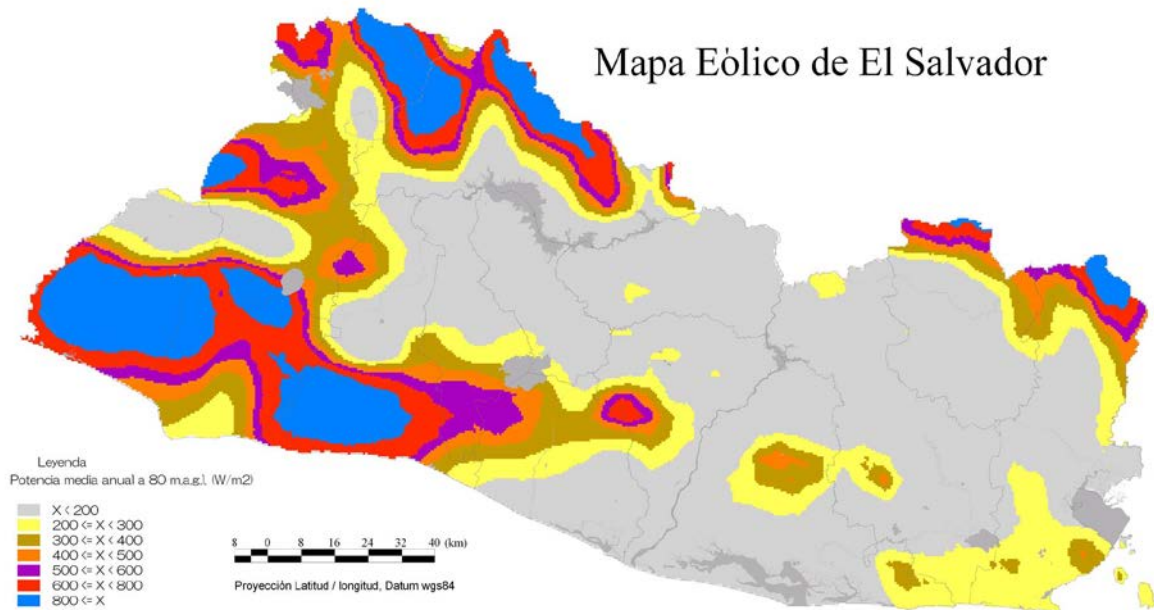 Mapa Eòlico de El Salvador
Leyenda
Potencia media anual a 80 m.a.g.l. (W/m2)
X < 200
200 <= X < 300
300 <= X < 400
400 <= X < 500
500 <= X < 600
600 <= X < 800
800 <= X
8 0 8 16 24 32 40 (km)
Proyección Latitud / longitud, Datum wgs84